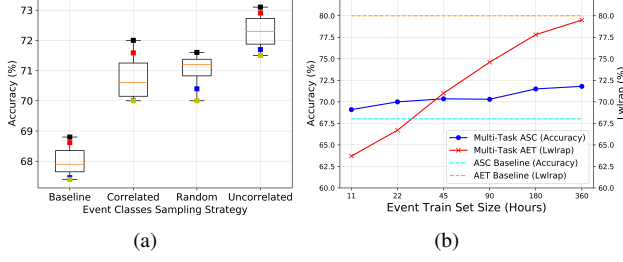 73
72
71
70
69
68
Accuracy (%)
Baseline Correlated Random Uncorrelated
Event Classes Sampling Strategy
(a)
80.0
77.5
75.0
72.5
70.0
67.5
65.0
62.5
60.0
Accuracy (%)
80.0
77.5
75.0
72.5
70.0
67.5
65.0
62.5
60.0
Lwlrap (%)
Multi-Task ASC (Accuracy)
Multi-Task AET (Lwlrap)
ASC Baseline (Accuracy)
AET Baseline (Lwlrap)
11 22 45 90 180 360
Event Train Set Size (Hours)
(b)